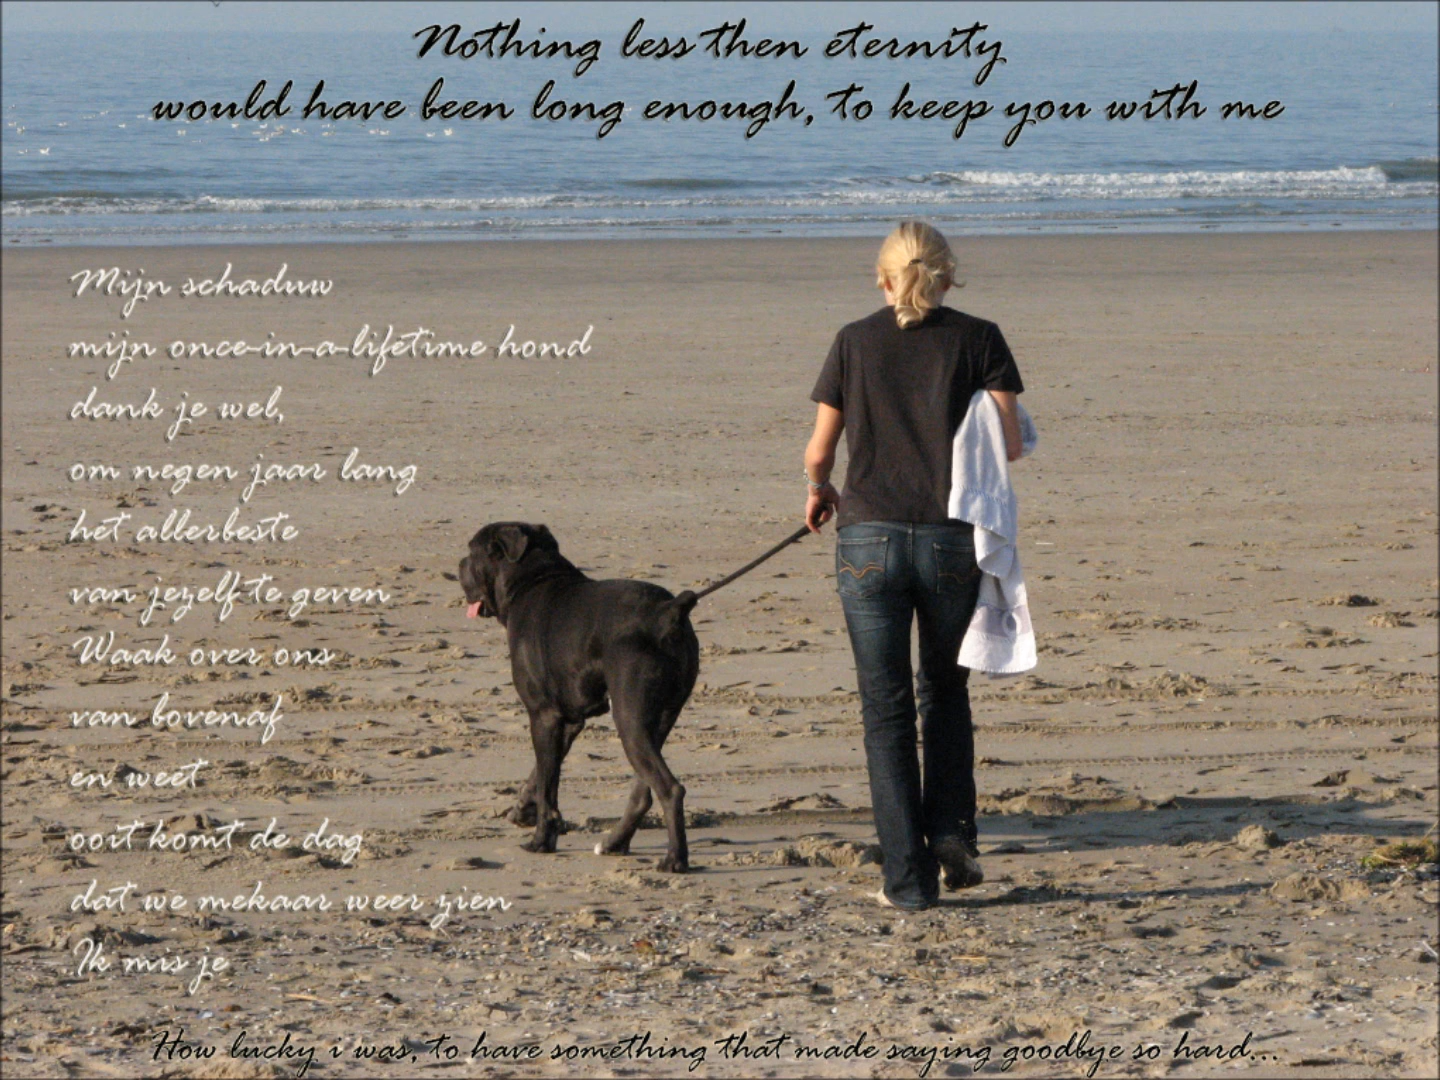 Nothing less then eternity
would have been long enough, to keep you with me
Mijn schaduw
mijn once-in-a-lifetime hond
dank je wel,
om negen jaar lang
het allerbeste
van jezelf te geven
Waak over ons
van bovenaf
en weet
ooit komt de dag
dat we mekaar weer zien
Ik mis je
How lucky i was, to have something that made saying goodbye so hard...